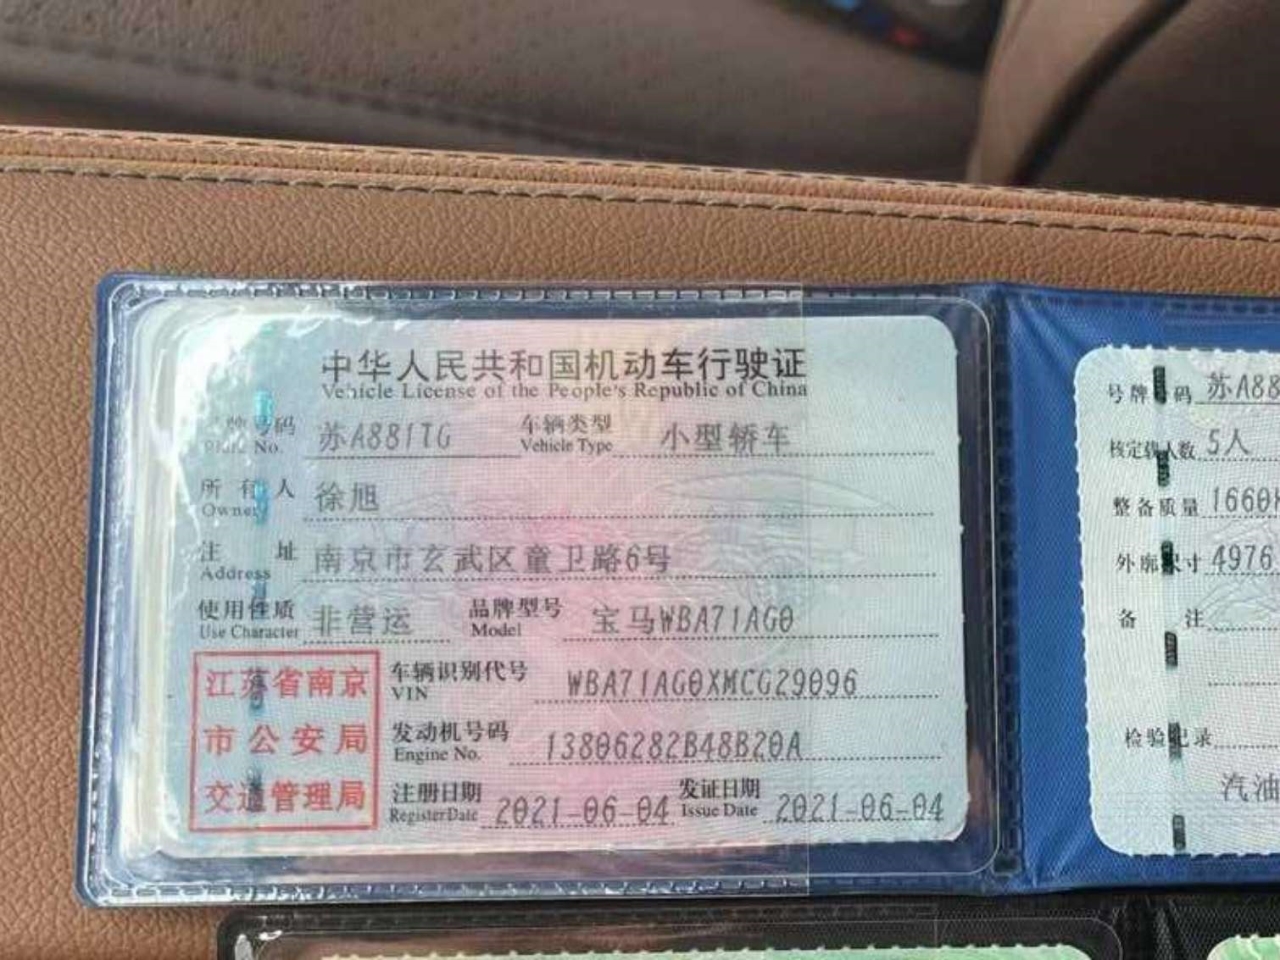 中华人民共和国机动车行驶证
Vehicle License of the People's Republic of China
号牌号码 苏A881TG 车辆类型 小型轿车
Plate No. Vehicle Type
所有人 徐旭
Owner
注址 南京市玄武区童卫路6号
Address
使用性质 非营运 品牌型号 宝马WBA71AG0
Use Character Model
江苏省南京
市公安局
交通管理局
车辆识别代号 WBA71AG0XMCG29096
VIN
发动机号码 13806282B48B20A
Engine No.
注册日期 2021-06-04 发证日期 2021-06-04
Register Date Issue Date
号牌号码 苏A88
核定载人数 5人
整备质量 1660
外廓尺寸 4976
备注
检验记录
汽油